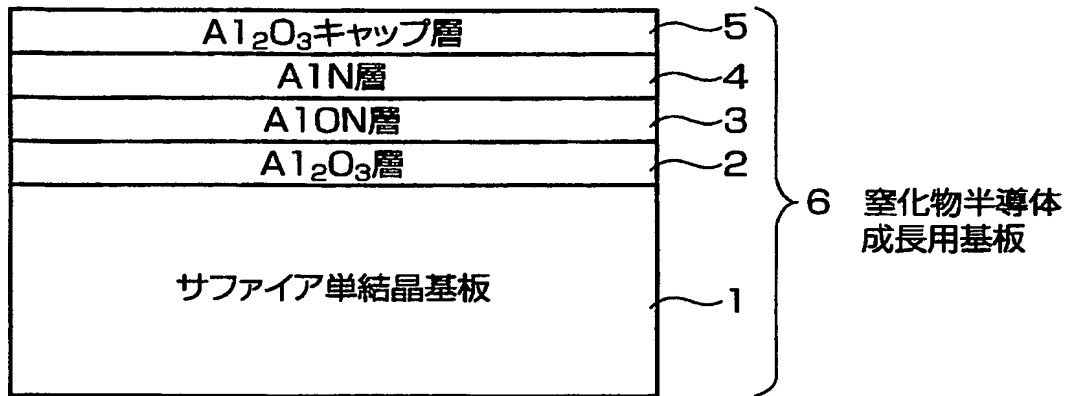 Al₂O₃キャップ層
5
AlN層
4
AlON層
3
Al₂O₃層
2
6 窒化物半導体
成長用基板
サファイア単結晶基板
1